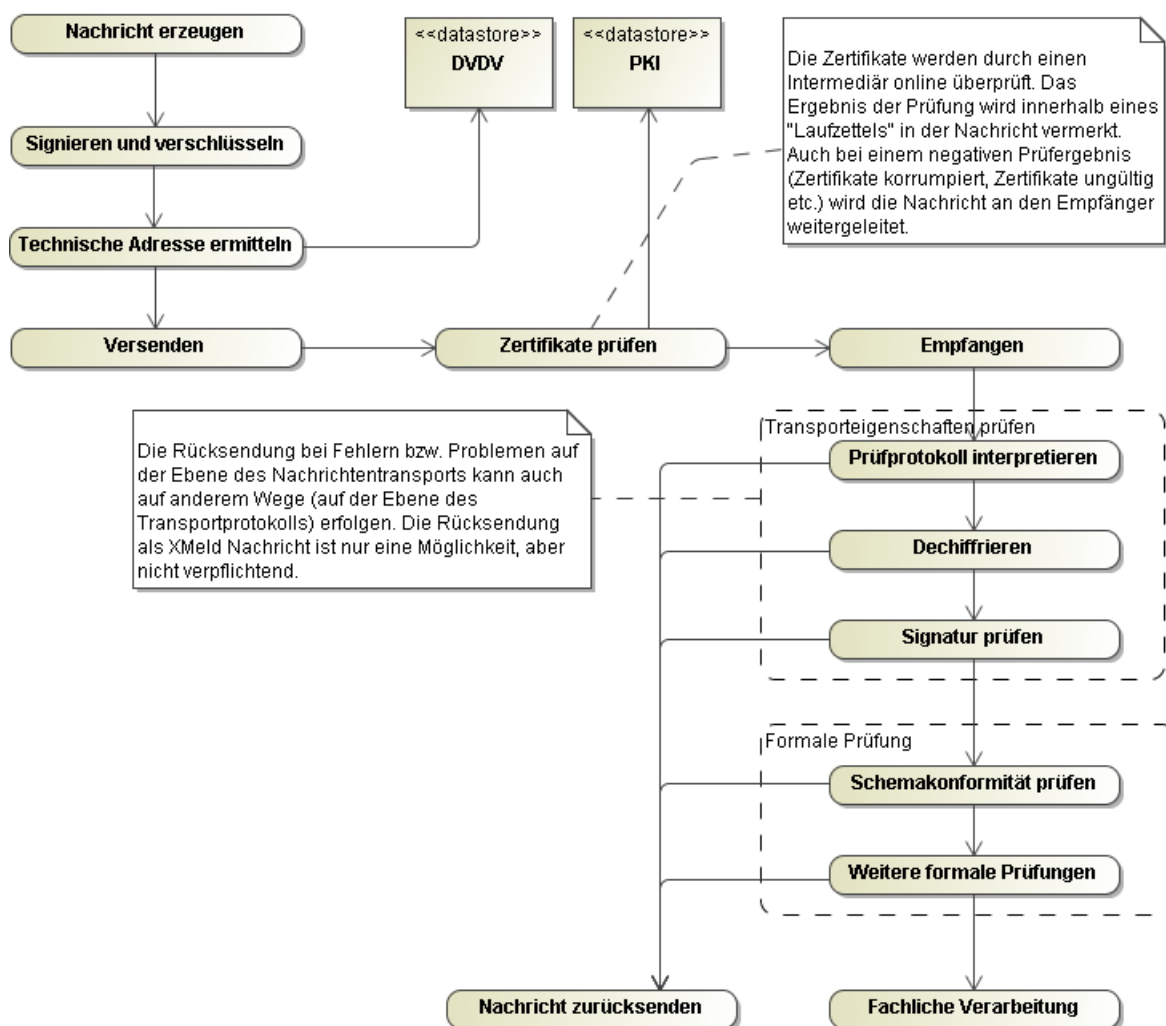 Nachricht erzeugen
<<datastore>>
DVDV
<<datastore>>
PKI
Die Zertifikate werden durch einen
Intermediär online überprüft. Das
Ergebnis der Prüfung wird innerhalb eines
"Laufzettels" in der Nachricht vermerkt.
Auch bei einem negativen Prüfergebnis
(Zertifikate korrumpiert, Zertifikate ungültig
etc.) wird die Nachricht an den Empfänger
weitergeleitet.
Signieren und verschlüsseln
Technische Adresse ermitteln
Versenden
Zertifikate prüfen
Empfangen
Die Rücksendung bei Fehlern bzw. Problemen auf
der Ebene des Nachrichtentransports kann auch
auf anderem Wege (auf der Ebene des
Transportprotokolls) erfolgen. Die Rücksendung
als XMeld Nachricht ist nur eine Möglichkeit, aber
nicht verpflichtend.
Transporteigenschaften prüfen
Prüfprotokoll interpretieren
Dechiffrieren
Signatur prüfen
Formale Prüfung
Schemakonformität prüfen
Weitere formale Prüfungen
Nachricht zurücksenden
Fachliche Verarbeitung